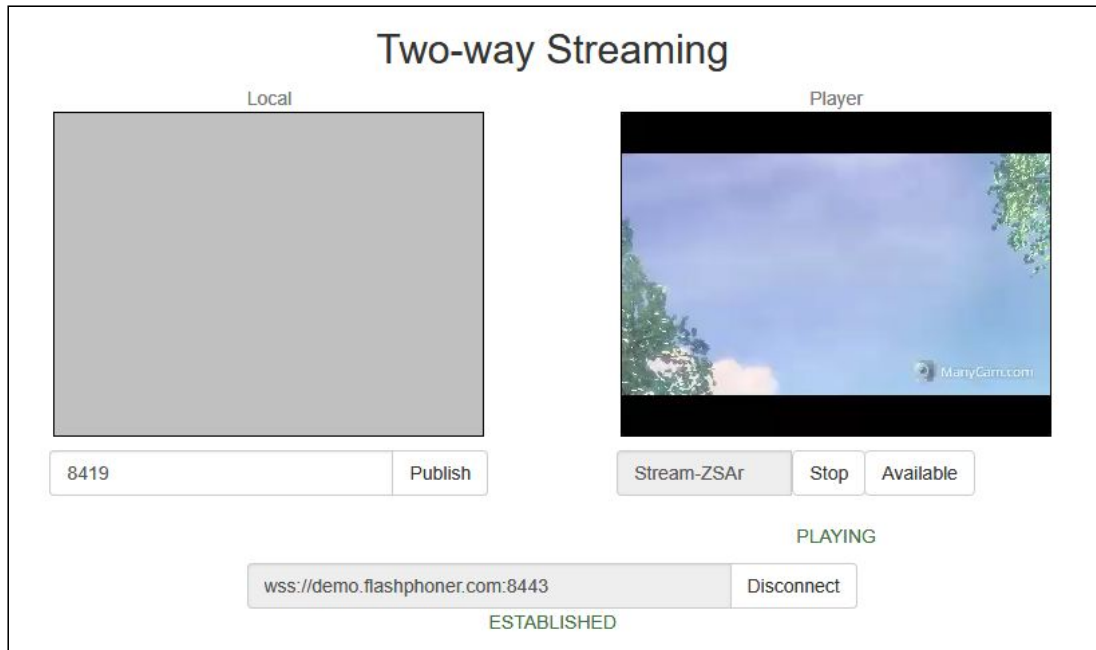 Two-way Streaming
Local
Player
ManyCam.com
8419
Publish
Stream-ZSAr
Stop
Available
PLAYING
wss://demo.flashphoner.com:8443
Disconnect
ESTABLISHED